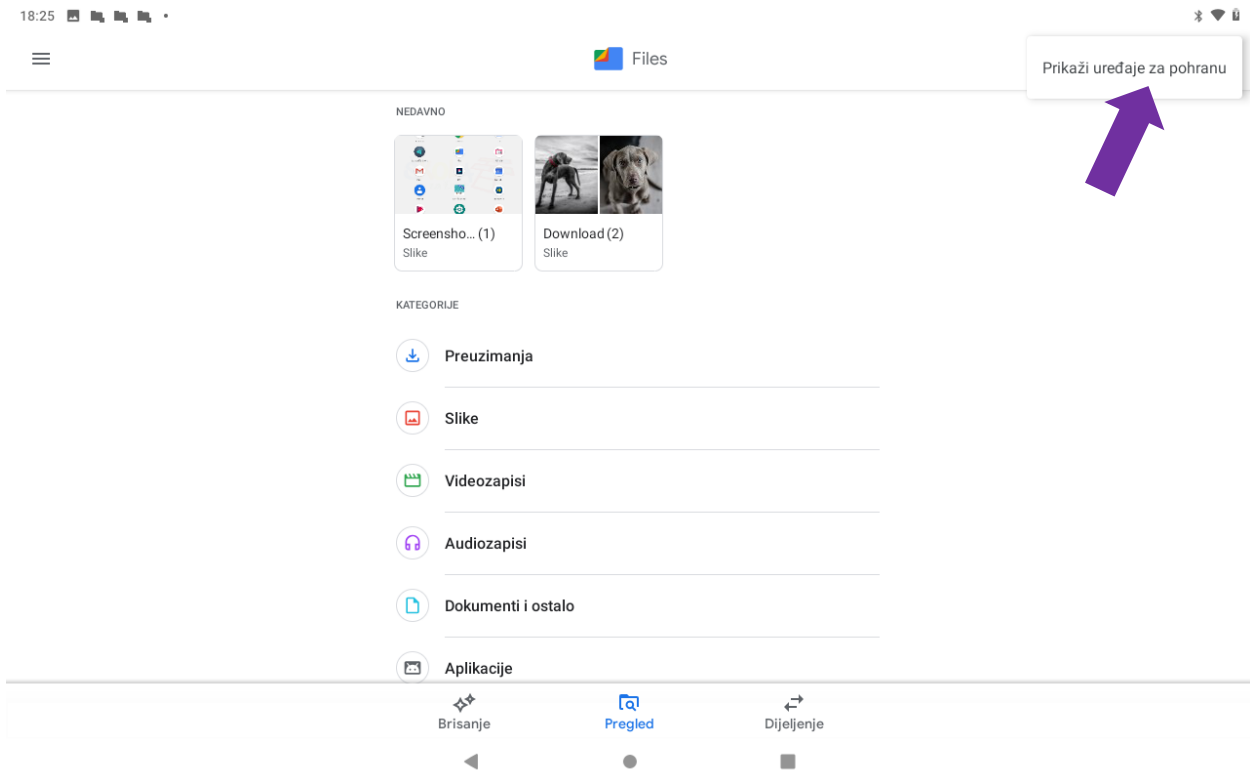 18:25
Files
Prikaži uređaje za pohranu
NEDAVNO
Screensho... (1)
Slike
Download (2)
Slike
KATEGORIJE
Preuzimanja
Slike
Videozapisi
Audiozapisi
Dokumenti i ostalo
Aplikacije
Brisanje
Pregled
Dijeljenje